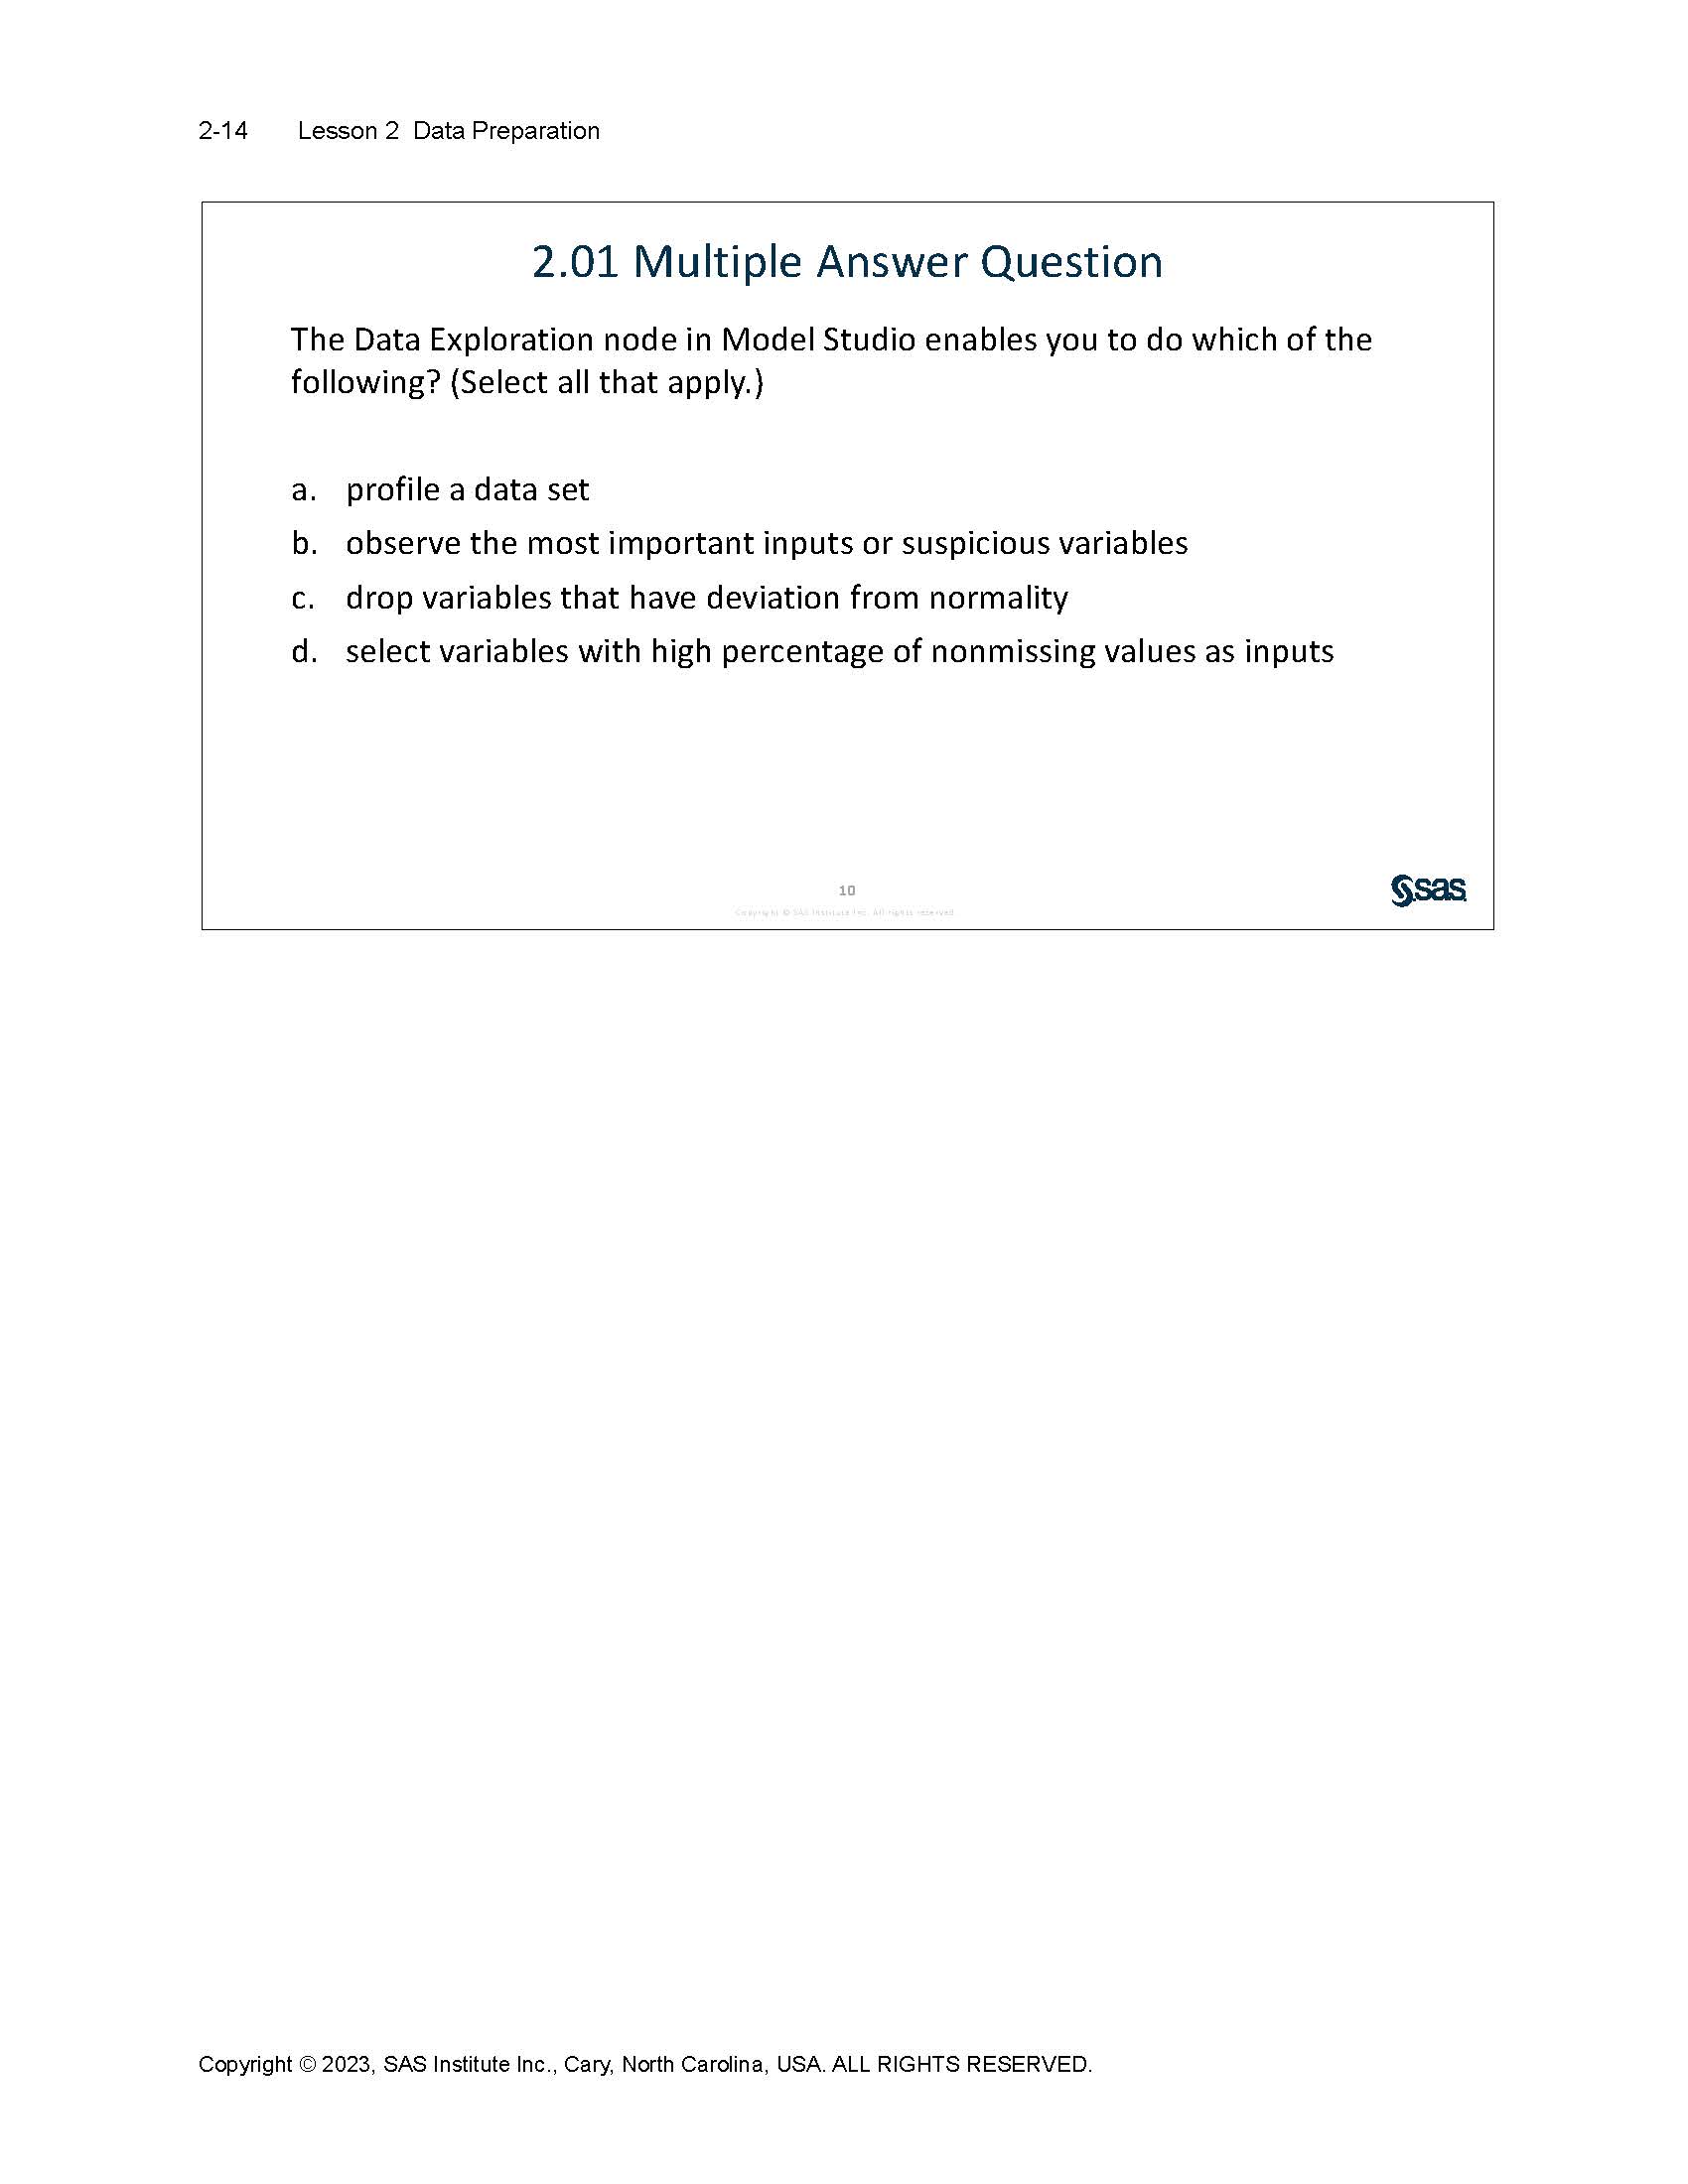 2-14 Lesson 2 Data Preparation
2.01 Multiple Answer Question
The Data Exploration node in Model Studio enables you to do which of the
following? (Select all that apply.)
a. profile a data set
b. observe the most important inputs or suspicious variables
c. drop variables that have deviation from normality
d. select variables with high percentage of nonmissing values as inputs
10
Copyright © SAS Institute Inc. All rights reserved.
sas
Copyright © 2023, SAS Institute Inc., Cary, North Carolina, USA. ALL RIGHTS RESERVED.